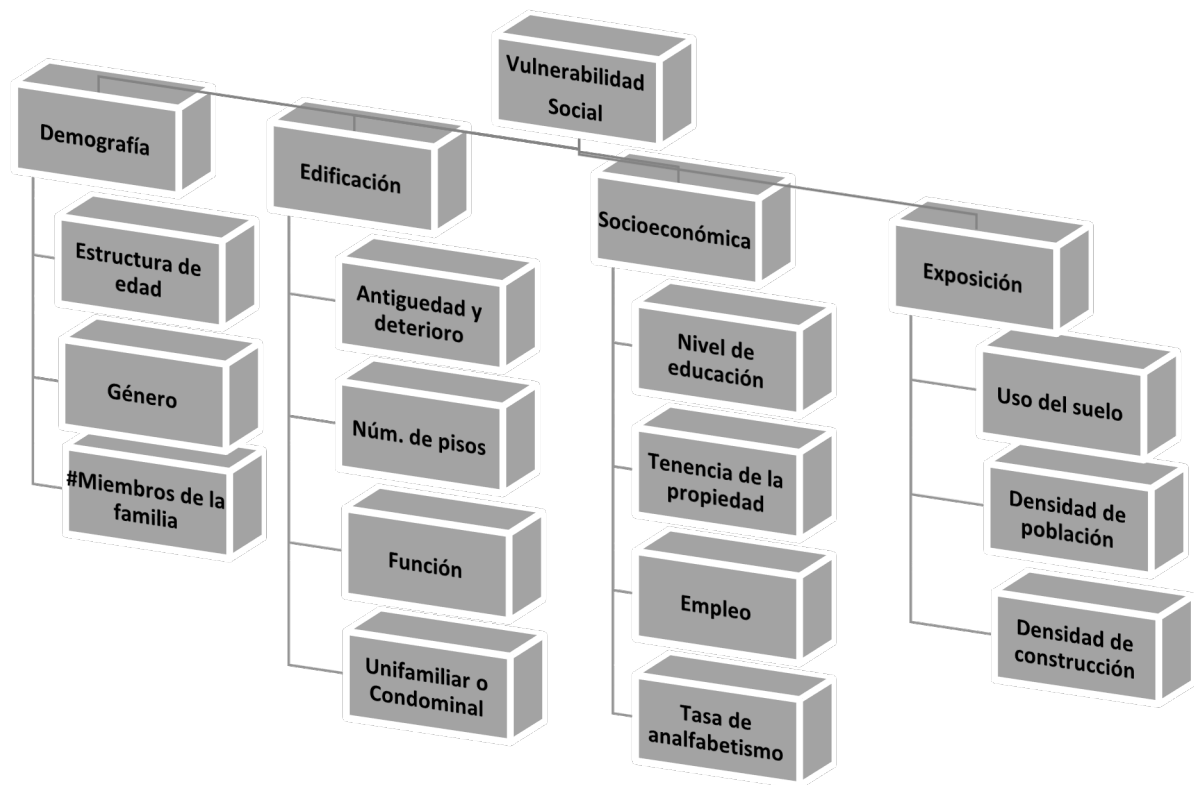 Vulnerabilidad
Social
Demografía
Estructura de
edad
Género
#Miembros de la
familia
Edificación
Antiguedad y
deterioro
Núm. de pisos
Función
Unifamiliar o
Condominal
Socioeconómica
Nivel de
educación
Tenencia de la
propiedad
Empleo
Tasa de
analfabetismo
Exposición
Uso del suelo
Densidad de
población
Densidad de
construcción